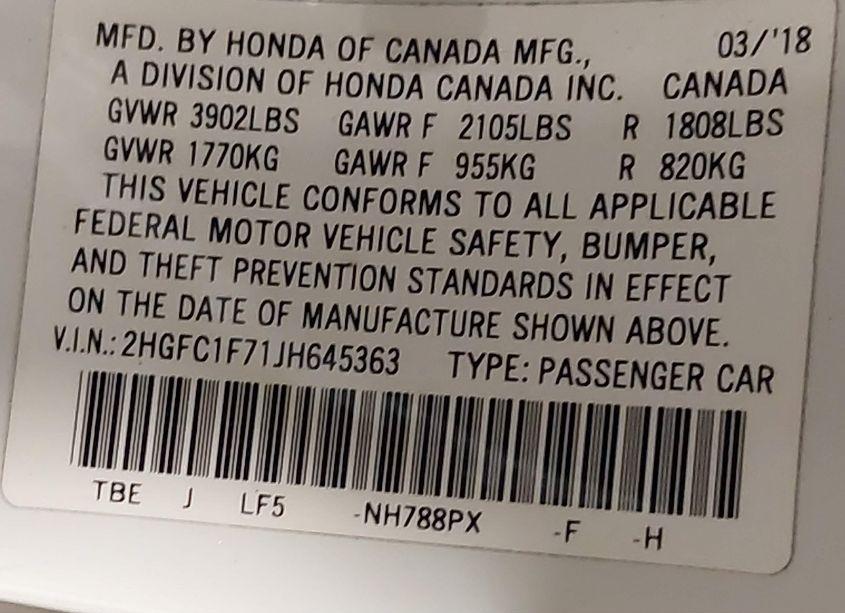 MFD. BY HONDA OF CANADA MFG., 03/'18
A DIVISION OF HONDA CANADA INC. CANADA
GVWR 3902LBS GAWR F 2105LBS R 1808LBS
GVWR 1770KG GAWR F 955KG R 820KG
THIS VEHICLE CONFORMS TO ALL APPLICABLE
FEDERAL MOTOR VEHICLE SAFETY, BUMPER,
AND THEFT PREVENTION STANDARDS IN EFFECT
ON THE DATE OF MANUFACTURE SHOWN ABOVE.
V.I.N.: 2HGFC1F71JH645363 TYPE: PASSENGER CAR
TBE J LF5 -NH788PX -F -H